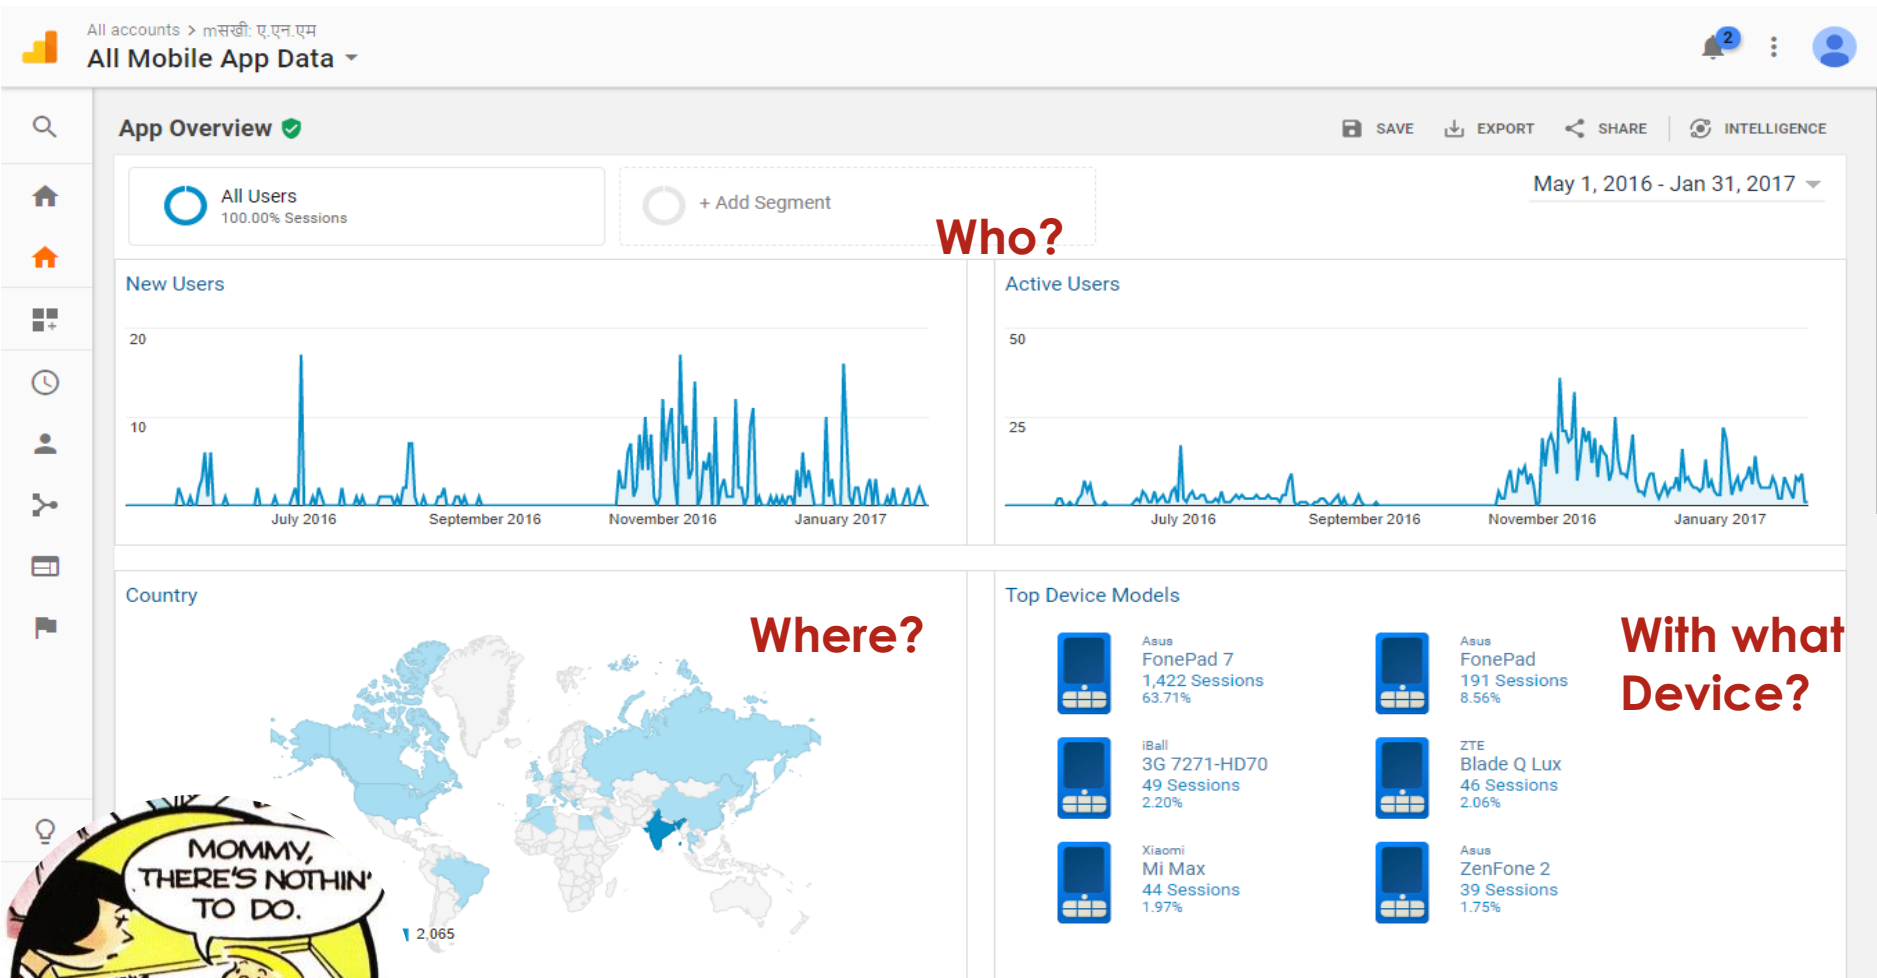 All accounts > mसखी: ए.एन.एम
All Mobile App Data
2
App Overview
SAVE
EXPORT
SHARE
INTELLIGENCE
All Users
100.00% Sessions
+ Add Segment
May 1, 2016 - Jan 31, 2017
Who?
New Users
20
10
July 2016
September 2016
November 2016
January 2017
Active Users
50
25
July 2016
September 2016
November 2016
January 2017
Country
Where?
2,065
Top Device Models
With what
Device?
Asus
FonePad 7
1,422 Sessions
63.71%
Asus
FonePad
191 Sessions
8.56%
iBall
3G 7271-HD70
49 Sessions
2.20%
ZTE
Blade Q Lux
46 Sessions
2.06%
Xiaomi
Mi Max
44 Sessions
1.97%
Asus
ZenFone 2
39 Sessions
1.75%
MOMMY,
THERE'S NOTHIN'
TO DO.